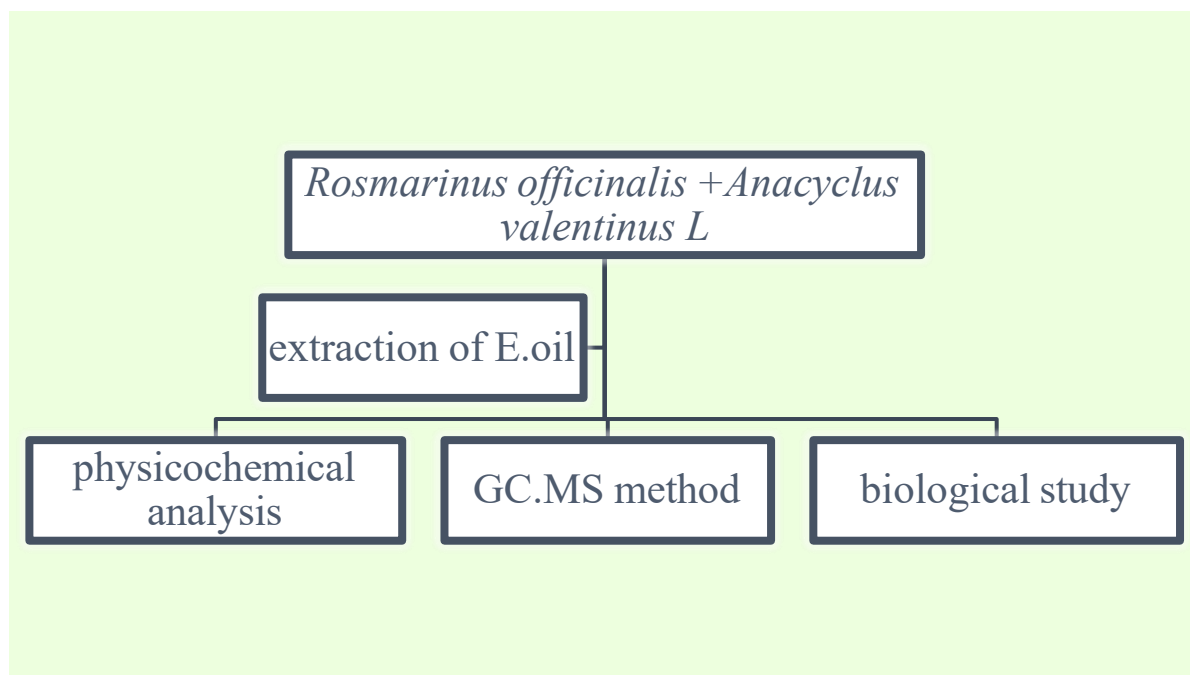 Rosmarinus officinalis +Anacyclus
valentinus L
extraction of E.oil
physicochemical
analysis
GC.MS method
biological study